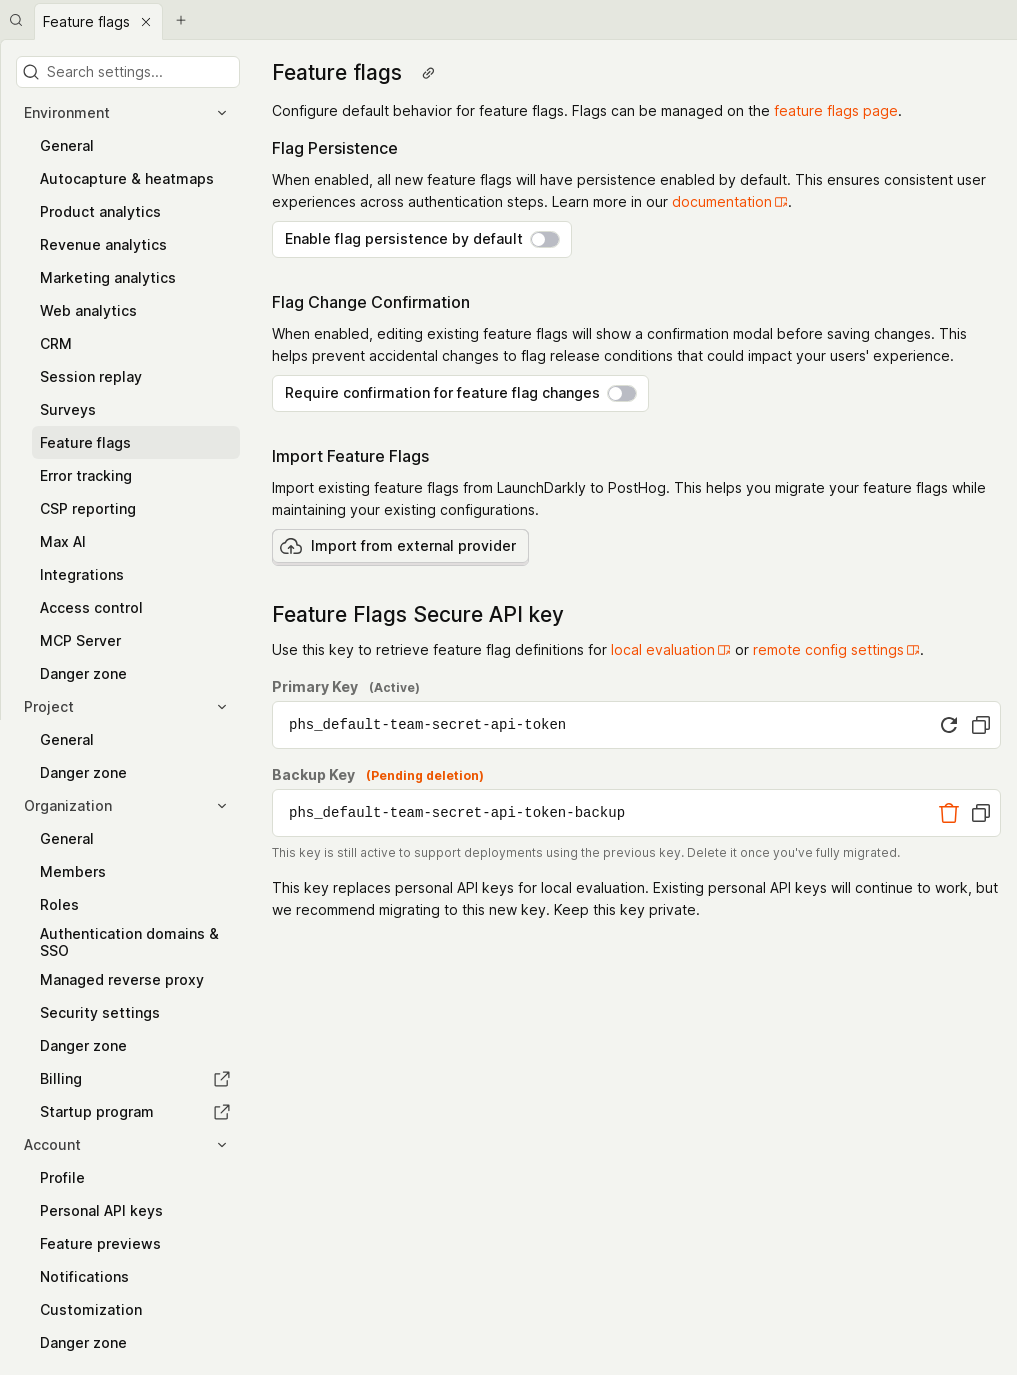 Feature flags
Search settings...
Environment
General
Autocapture & heatmaps
Product analytics
Revenue analytics
Marketing analytics
Web analytics
CRM
Session replay
Surveys
Feature flags
Error tracking
CSP reporting
Max AI
Integrations
Access control
MCP Server
Danger zone
Project
General
Danger zone
Organization
General
Members
Roles
Authentication domains &
SSO
Managed reverse proxy
Security settings
Danger zone
Billing
Startup program
Account
Profile
Personal API keys
Feature previews
Notifications
Customization
Danger zone
Feature flags
Configure default behavior for feature flags. Flags can be managed on the feature flags page.
Flag Persistence
When enabled, all new feature flags will have persistence enabled by default. This ensures consistent user
experiences across authentication steps. Learn more in our documentation.
Enable flag persistence by default
Flag Change Confirmation
When enabled, editing existing feature flags will show a confirmation modal before saving changes. This
helps prevent accidental changes to flag release conditions that could impact your users' experience.
Require confirmation for feature flag changes
Import Feature Flags
Import existing feature flags from LaunchDarkly to PostHog. This helps you migrate your feature flags while
maintaining your existing configurations.
Import from external provider
Feature Flags Secure API key
Use this key to retrieve feature flag definitions for local evaluation or remote config settings.
Primary Key (Active)
phs_default-team-secret-api-token
Backup Key (Pending deletion)
phs_default-team-secret-api-token-backup
This key is still active to support deployments using the previous key. Delete it once you've fully migrated.
This key replaces personal API keys for local evaluation. Existing personal API keys will continue to work, but
we recommend migrating to this new key. Keep this key private.